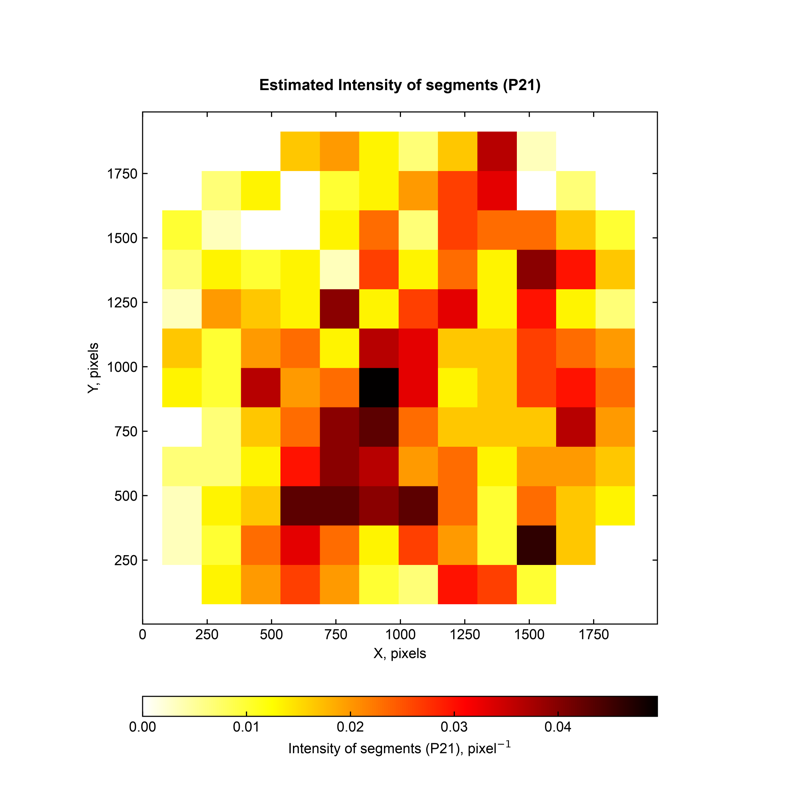 Estimated Intensity of segments (P21)
1750
1500
1250
1000
750
500
250
Y, pixels
0 250 500 750 1000 1250 1500 1750
X, pixels
0.00 0.01 0.02 0.03 0.04
Intensity of segments (P21), pixel⁻¹